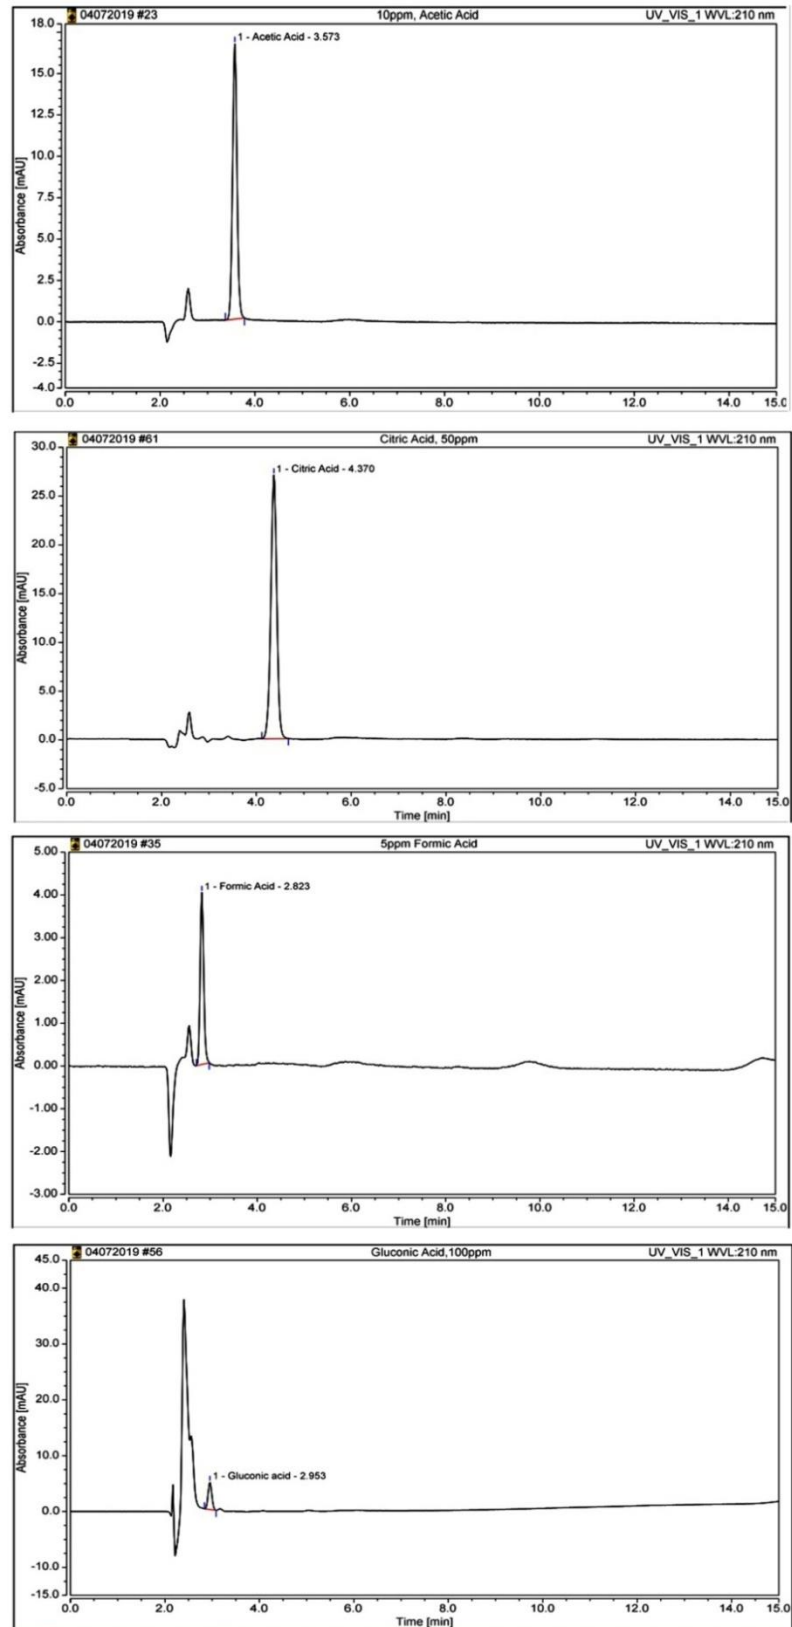 04072019 #23 10ppm, Acetic Acid UV_VIS_1 WVL:210 nm
18.0
1 - Acetic Acid - 3.573
15.0
12.5
10.0
7.5
5.0
2.5
0.0
-2.5
-4.0
Absorbance [mAU]
0.0 2.0 4.0 6.0 8.0 10.0 12.0 14.0 15.0
04072019 #61 Citric Acid, 50ppm UV_VIS_1 WVL:210 nm
30.0
1 - Citric Acid - 4.370
25.0
20.0
15.0
10.0
5.0
0.0
-5.0
Absorbance [mAU]
0.0 2.0 4.0 6.0 8.0 10.0 12.0 14.0 15.0
Time [min]
04072019 #35 5ppm Formic Acid UV_VIS_1 WVL:210 nm
5.00
1 - Formic Acid - 2.823
4.00
3.00
2.00
1.00
0.00
-1.00
-2.00
-3.00
Absorbance [mAU]
0.0 2.0 4.0 6.0 8.0 10.0 12.0 14.0 15.0
Time [min]
04072019 #56 Gluconic Acid,100ppm UV_VIS_1 WVL:210 nm
45.0
40.0
30.0
20.0
10.0
1 - Gluconic acid - 2.953
0.0
-10.0
-15.0
Absorbance [mAU]
0.0 2.0 4.0 6.0 8.0 10.0 12.0 14.0 15.0
Time [min]